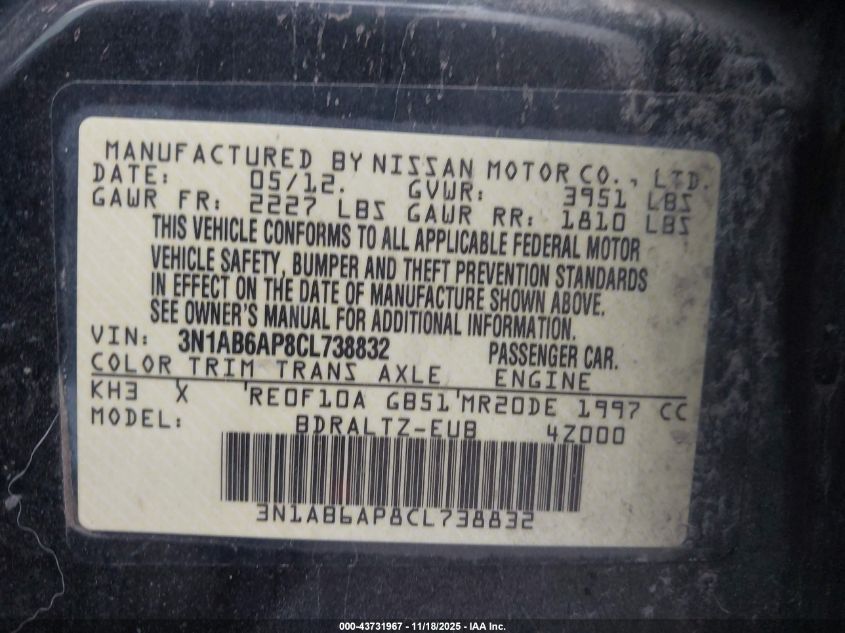 MANUFACTURED BY NISSAN MOTOR CO., LTD.
DATE: 05/12. GVWR: 3951 LBS
GAWR FR: 2227 LBS GAWR RR: 1810 LBS
THIS VEHICLE CONFORMS TO ALL APPLICABLE FEDERAL MOTOR
VEHICLE SAFETY, BUMPER AND THEFT PREVENTION STANDARDS
IN EFFECT ON THE DATE OF MANUFACTURE SHOWN ABOVE.
SEE OWNER'S MANUAL FOR ADDITIONAL INFORMATION.
VIN: 3N1AB6AP8CL738832 PASSENGER CAR.
COLOR TRIM TRANS AXLE ENGINE
KH3 X RE0F10A GB51 MR20DE 1997 CC
MODEL: BDRALTZ-EUB 4Z000
3N1AB6AP8CL738832
000-43731967 - 11/18/2025 - IAA Inc.